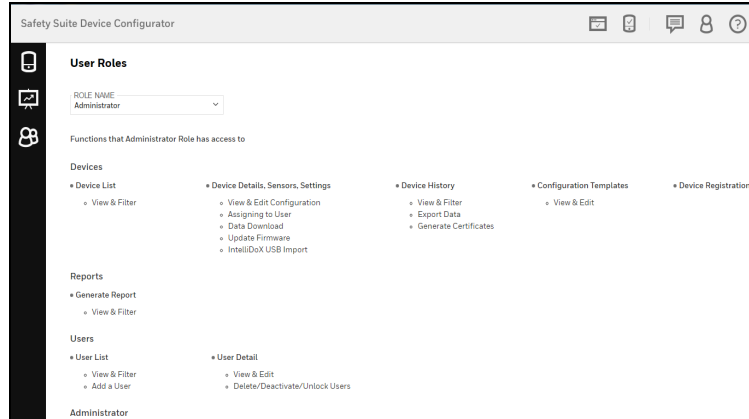 Safety Suite Device Configurator
User Roles
ROLE NAME
Administrator
Functions that Administrator Role has access to
Devices
Device List
View & Filter
Device Details, Sensors, Settings
View & Edit Configuration
Assigning to User
Data Download
Update Firmware
IntelliDoX USB Import
Device History
View & Filter
Export Data
Generate Certificates
Configuration Templates
View & Edit
Device Registration
Reports
Generate Report
View & Filter
Users
User List
View & Filter
Add a User
User Detail
View & Edit
Delete/Deactivate/Unlock Users
Administrator